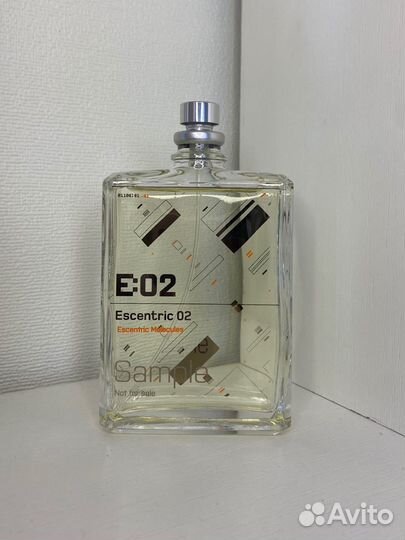 E:02
Escentric 02
Escentric Molecules
Sample
Not for sale
Avito